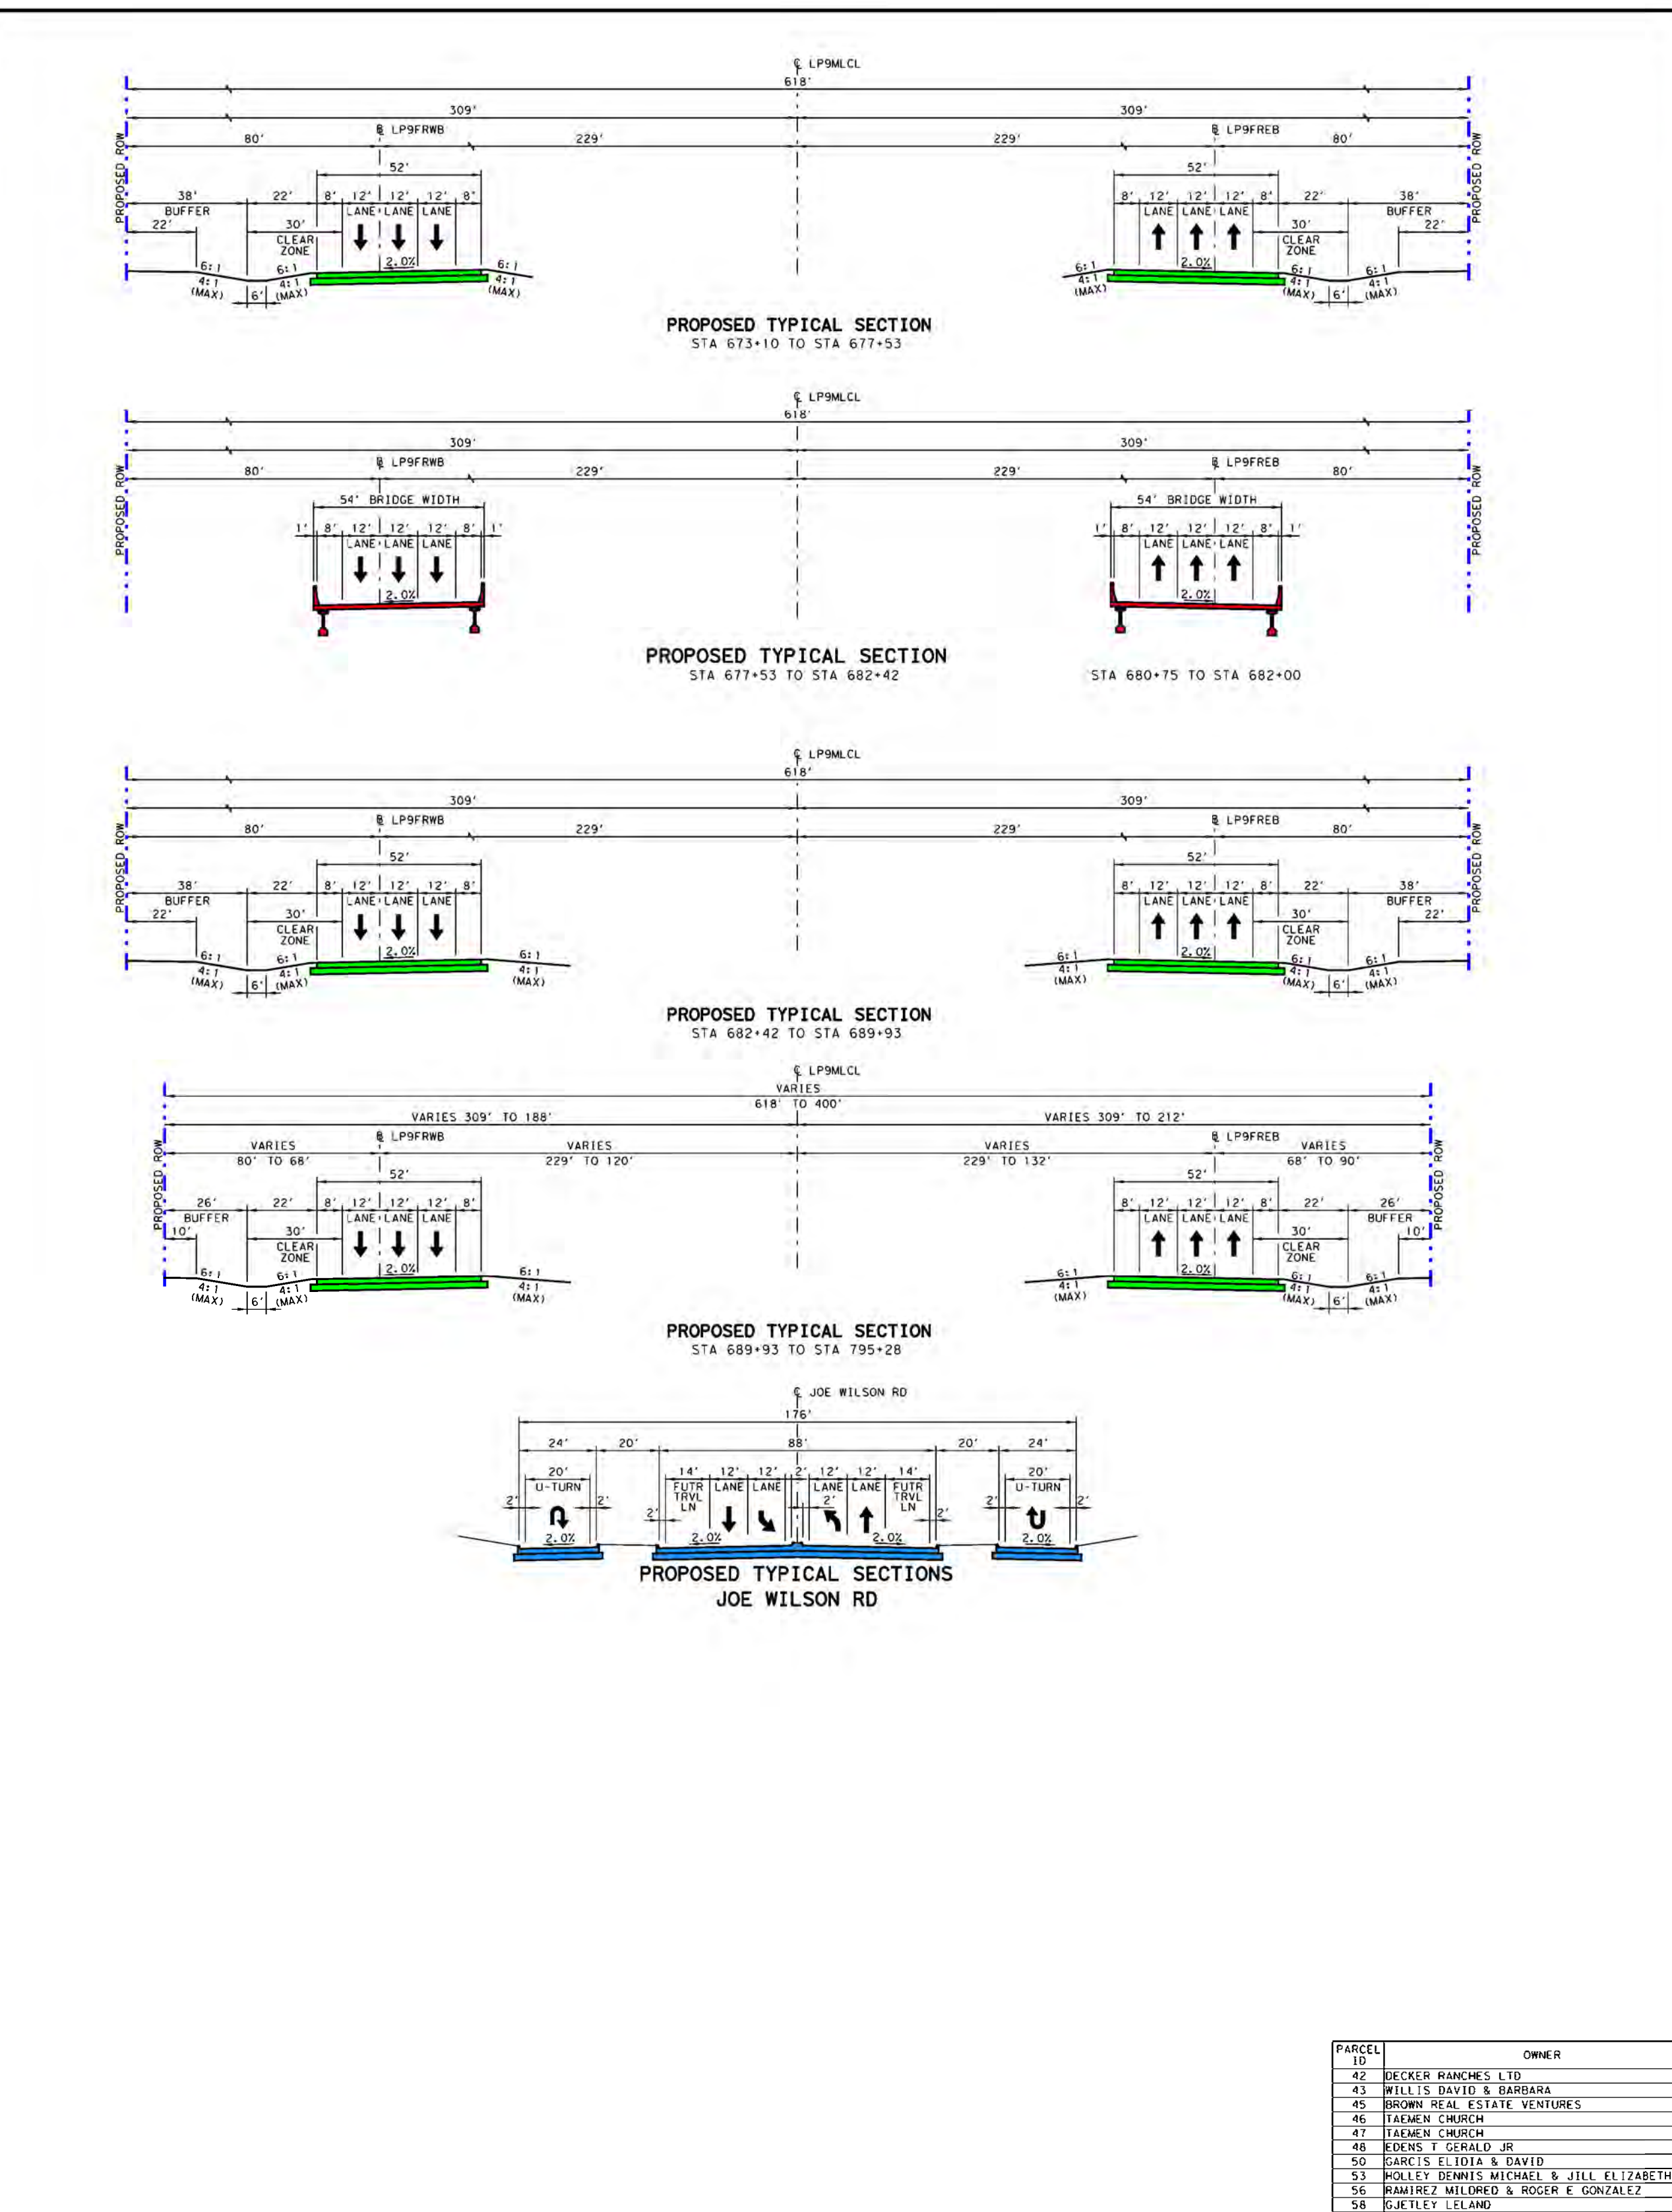 ℄ LP9MLCL
618'
309' 309'
℄ LP9FRWB ℄ LP9FREB
80' 229' 229' 80'
52' 52'
38' 22' 8' 12' 12' 12' 8' 8' 12' 12' 12' 8' 22' 38'
BUFFER LANE LANE LANE LANE LANE LANE BUFFER
22' 30' 30' 22'
CLEAR CLEAR
ZONE ZONE
PROPOSED ROW PROPOSED ROW
6:1 6:1 2.0% 6:1 6:1 2.0% 6:1 6:1
4:1 4:1 4:1 4:1 4:1 4:1
(MAX) 6' (MAX) (MAX) (MAX) (MAX) 6' (MAX)
PROPOSED TYPICAL SECTION
STA 673+10 TO STA 677+53
℄ LP9MLCL
618'
309' 309'
℄ LP9FRWB ℄ LP9FREB
80' 229' 229' 80'
54' BRIDGE WIDTH 54' BRIDGE WIDTH
1' 8' 12' 12' 12' 8' 1' 1' 8' 12' 12' 12' 8' 1'
LANE LANE LANE LANE LANE LANE
PROPOSED ROW PROPOSED ROW
2.0% 2.0%
PROPOSED TYPICAL SECTION
STA 677+53 TO STA 682+42 STA 680+75 TO STA 682+00
℄ LP9MLCL
618'
309' 309'
℄ LP9FRWB ℄ LP9FREB
80' 229' 229' 80'
52' 52'
38' 22' 8' 12' 12' 12' 8' 8' 12' 12' 12' 8' 22' 38'
BUFFER LANE LANE LANE LANE LANE LANE BUFFER
22' 30' 30' 22'
CLEAR CLEAR
ZONE ZONE
PROPOSED ROW PROPOSED ROW
6:1 6:1 2.0% 6:1 6:1 2.0% 6:1 6:1
4:1 4:1 4:1 4:1 4:1 4:1
(MAX) 6' (MAX) (MAX) (MAX) (MAX) 6' (MAX)
PROPOSED TYPICAL SECTION
STA 682+42 TO STA 689+93
℄ LP9MLCL
VARIES
618' TO 400'
VARIES 309' TO 188' VARIES 309' TO 212'
℄ LP9FRWB ℄ LP9FREB
VARIES VARIES VARIES VARIES
80' TO 68' 229' TO 120' 229' TO 132' 68' TO 90'
52' 52'
26' 22' 8' 12' 12' 12' 8' 8' 12' 12' 12' 8' 22' 26'
BUFFER LANE LANE LANE LANE LANE LANE BUFFER
10' 30' 30' 10'
CLEAR CLEAR
ZONE ZONE
PROPOSED ROW PROPOSED ROW
6:1 6:1 2.0% 6:1 6:1 2.0% 6:1 6:1
4:1 4:1 4:1 4:1 4:1 4:1
(MAX) 6' (MAX) (MAX) (MAX) (MAX) 6' (MAX)
PROPOSED TYPICAL SECTION
STA 689+93 TO STA 795+28
℄ JOE WILSON RD
176'
24' 20' 88' 20' 24'
20' 14' 12' 12' 2' 12' 12' 14' 20'
U-TURN FUTR LANE LANE LANE LANE FUTR U-TURN
TRVL TRVL
LN LN
2' 2' 2' 2' 2' 2' 2'
2.0% 2.0% 2.0% 2.0%
PROPOSED TYPICAL SECTIONS
JOE WILSON RD
PARCEL ID OWNER
42 DECKER RANCHES LTD
43 WILLIS DAVID & BARBARA
45 BROWN REAL ESTATE VENTURES
46 TAEMEN CHURCH
47 TAEMEN CHURCH
48 EDENS T GERALD JR
50 GARCIS ELIDIA & DAVID
53 HOLLEY DENNIS MICHAEL & JILL ELIZABETH
56 RAMIREZ MILDRED & ROGER E GONZALEZ
58 GJETLEY LELAND